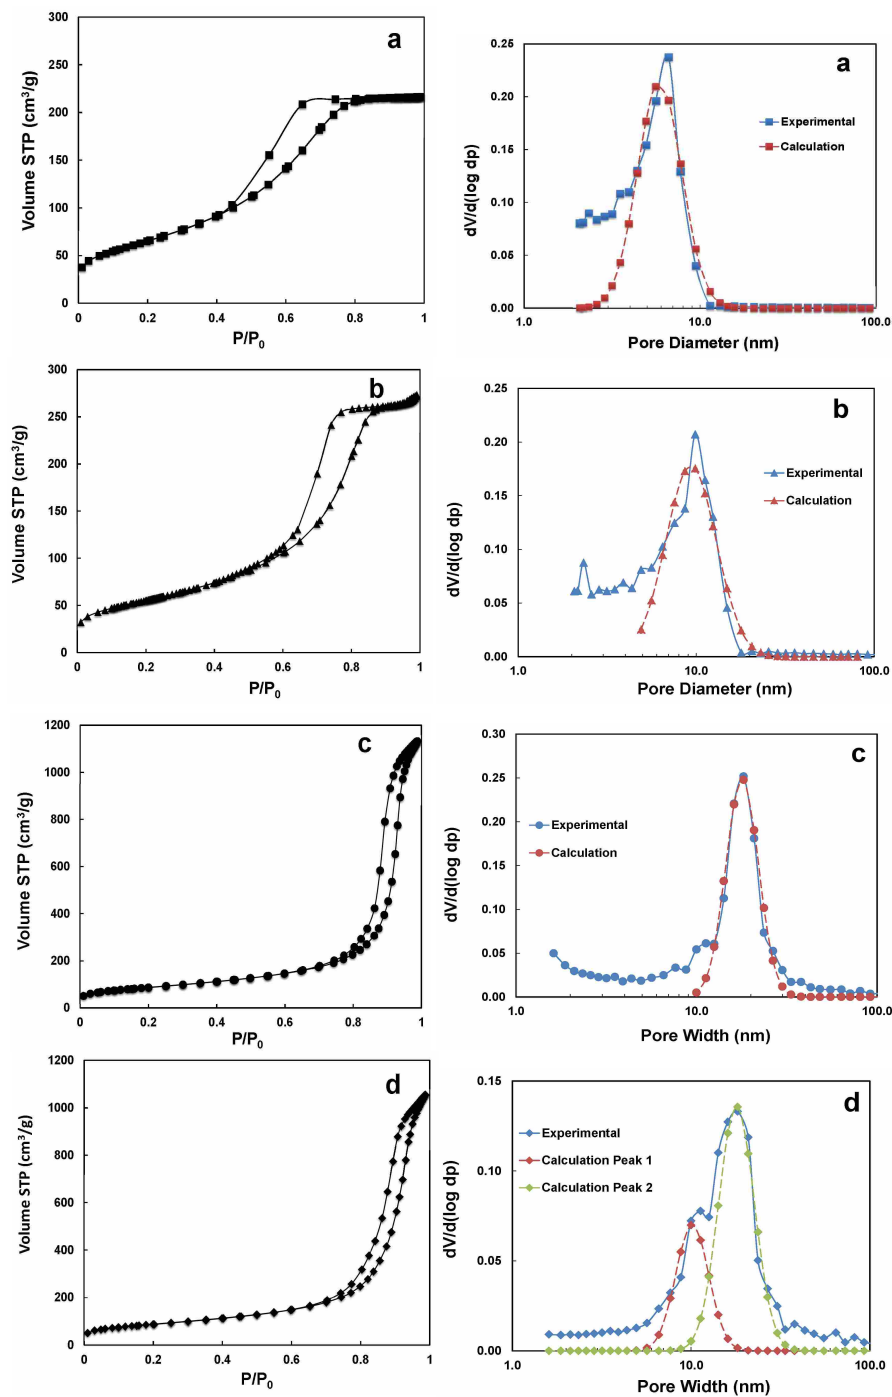 a
Volume STP (cm³/g)
300
250
200
150
100
50
0
0 0.2 0.4 0.6 0.8 1
P/P₀
a
dV/d(log dp)
0.25
0.20
0.15
0.10
0.05
0.00
Experimental
Calculation
1.0 10.0 100.0
Pore Diameter (nm)
b
Volume STP (cm³/g)
300
250
200
150
100
50
0
0 0.2 0.4 0.6 0.8 1
P/P₀
b
dV/d(log dp)
0.25
0.20
0.15
0.10
0.05
0.00
Experimental
Calculation
1.0 10.0 100.0
Pore Diameter (nm)
c
Volume STP (cm³/g)
1200
1000
800
600
400
200
0
0 0.2 0.4 0.6 0.8 1
P/P₀
c
dV/d(log dp)
0.30
0.25
0.20
0.15
0.10
0.05
0.00
Experimental
Calculation
1.0 10.0 100.0
Pore Width (nm)
d
Volume STP (cm³/g)
1200
1000
800
600
400
200
0
0 0.2 0.4 0.6 0.8 1
P/P₀
d
dV/d(log dp)
0.15
0.10
0.05
0.00
Experimental
Calculation Peak 1
Calculation Peak 2
1.0 10.0 100.0
Pore Width (nm)